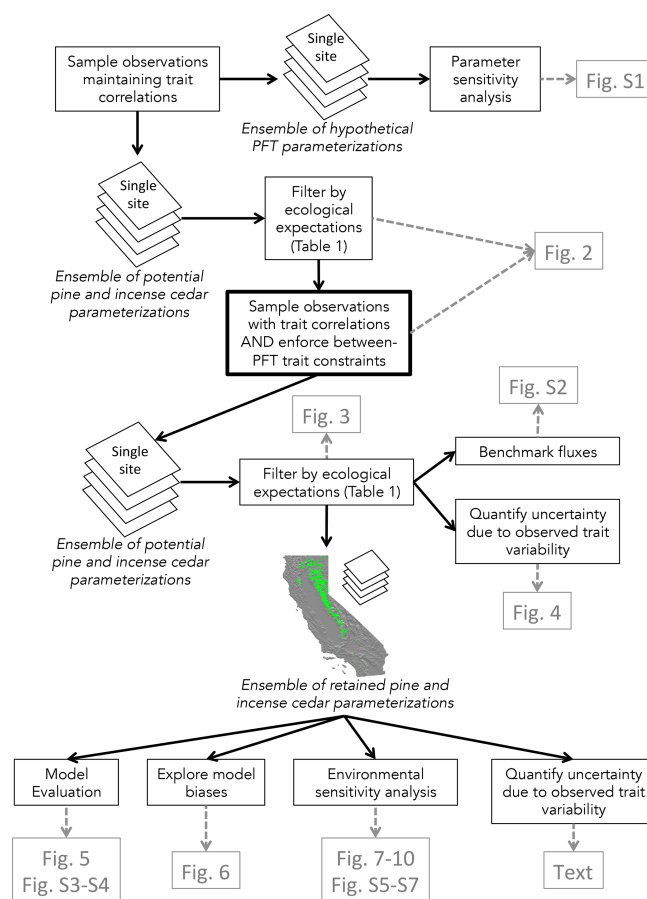 Sample observations
maintaining trait
correlations
Single
site
Ensemble of hypothetical
PFT parameterizations
Parameter
sensitivity
analysis
Fig. S1
Single
site
Ensemble of potential
pine and incense cedar
parameterizations
Filter by
ecological
expectations
(Table 1)
Fig. 2
Sample observations
with trait correlations
AND enforce between-
PFT trait constraints
Single
site
Ensemble of potential
pine and incense cedar
parameterizations
Fig. 3
Filter by ecological
expectations (Table 1)
Fig. S2
Benchmark fluxes
Quantify uncertainty
due to observed trait
variability
Fig. 4
Ensemble of retained pine and
incense cedar parameterizations
Model
Evaluation
Fig. 5
Fig. S3-S4
Explore model
biases
Fig. 6
Environmental
sensitivity analysis
Fig. 7-10
Fig. S5-S7
Quantify uncertainty
due to observed trait
variability
Text